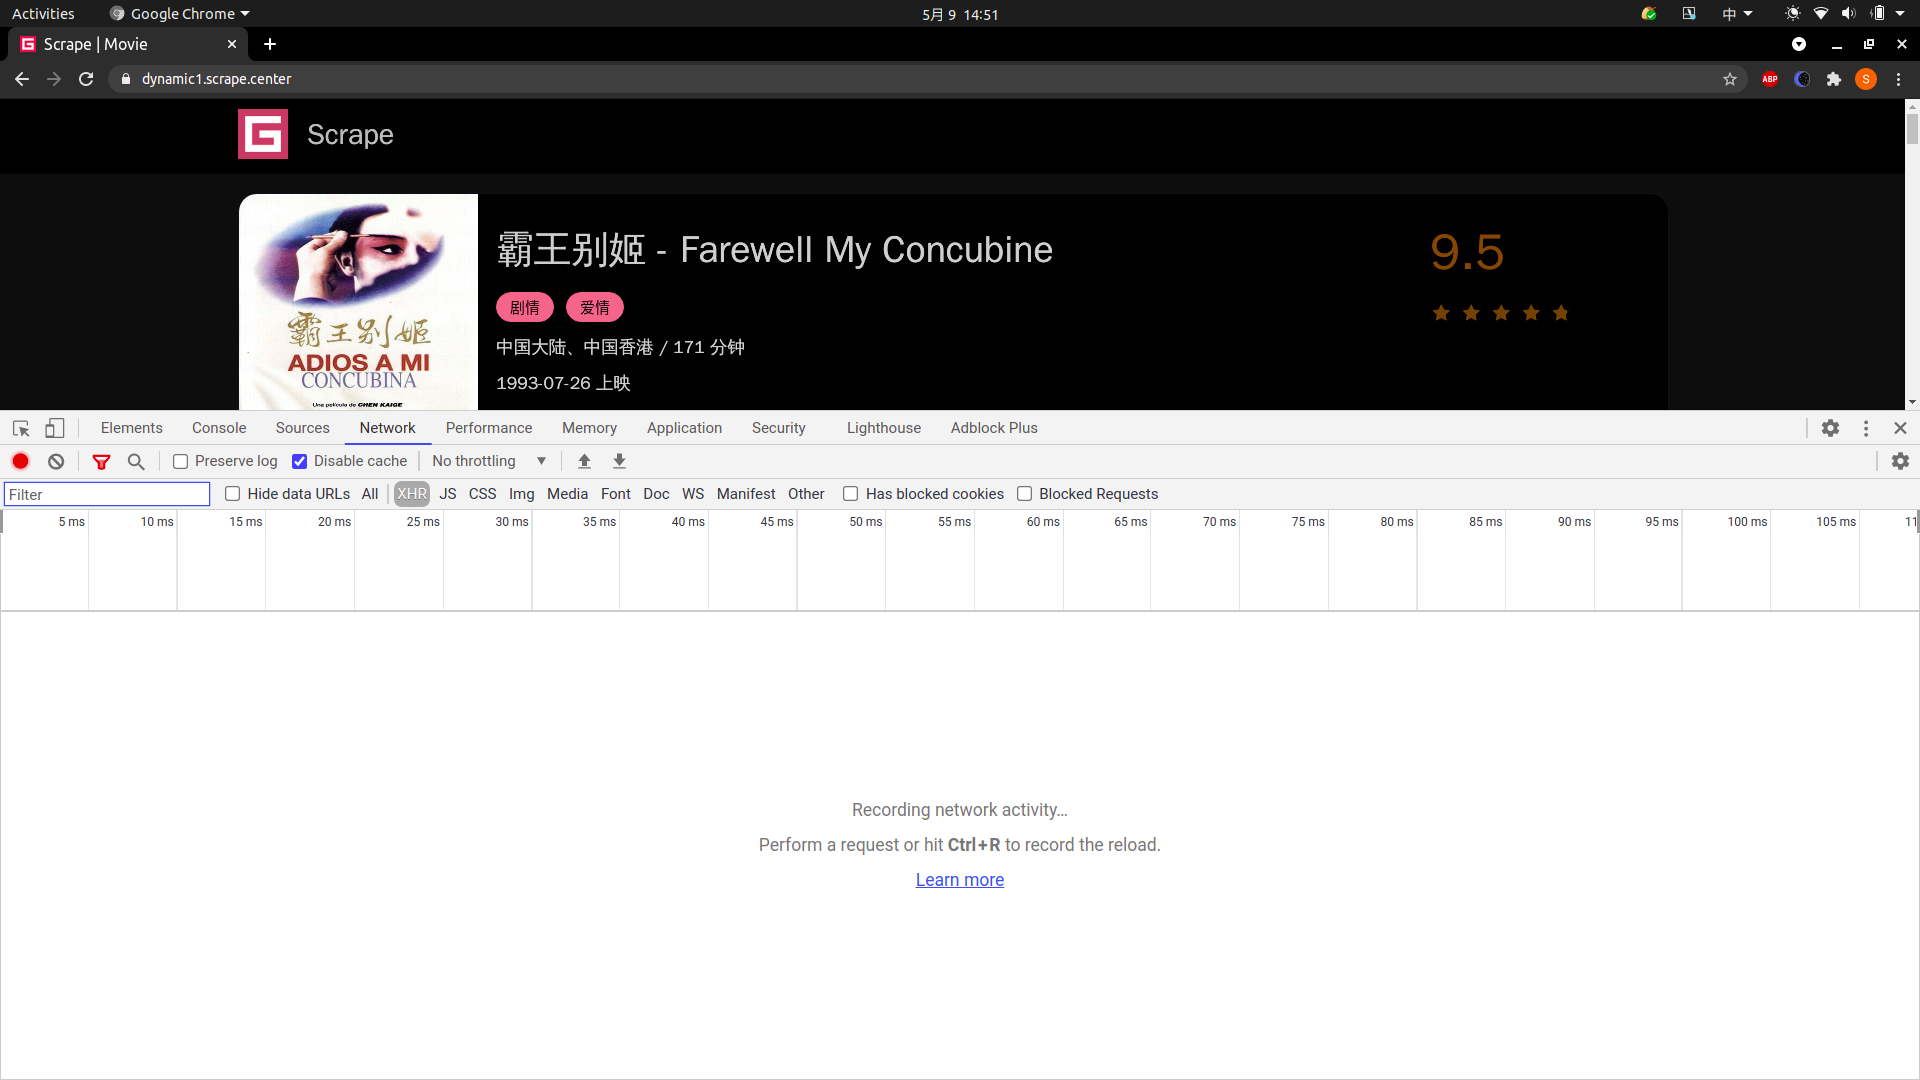 Activities Google Chrome 5月 9 14:51 中
Scrape | Movie
dynamic1.scrape.center ABP S
Scrape
霸王别姬 - Farewell My Concubine 9.5
剧情 爱情
中国大陆、中国香港 / 171 分钟
1993-07-26 上映
霸王别姬
ADIOS A MI
CONCUBINA
Una película de CHEN KAIGE
Elements Console Sources Network Performance Memory Application Security Lighthouse Adblock Plus
Preserve log Disable cache No throttling
Filter Hide data URLs All XHR JS CSS Img Media Font Doc WS Manifest Other Has blocked cookies Blocked Requests
5 ms 10 ms 15 ms 20 ms 25 ms 30 ms 35 ms 40 ms 45 ms 50 ms 55 ms 60 ms 65 ms 70 ms 75 ms 80 ms 85 ms 90 ms 95 ms 100 ms 105 ms 11
Recording network activity…
Perform a request or hit Ctrl+R to record the reload.
Learn more